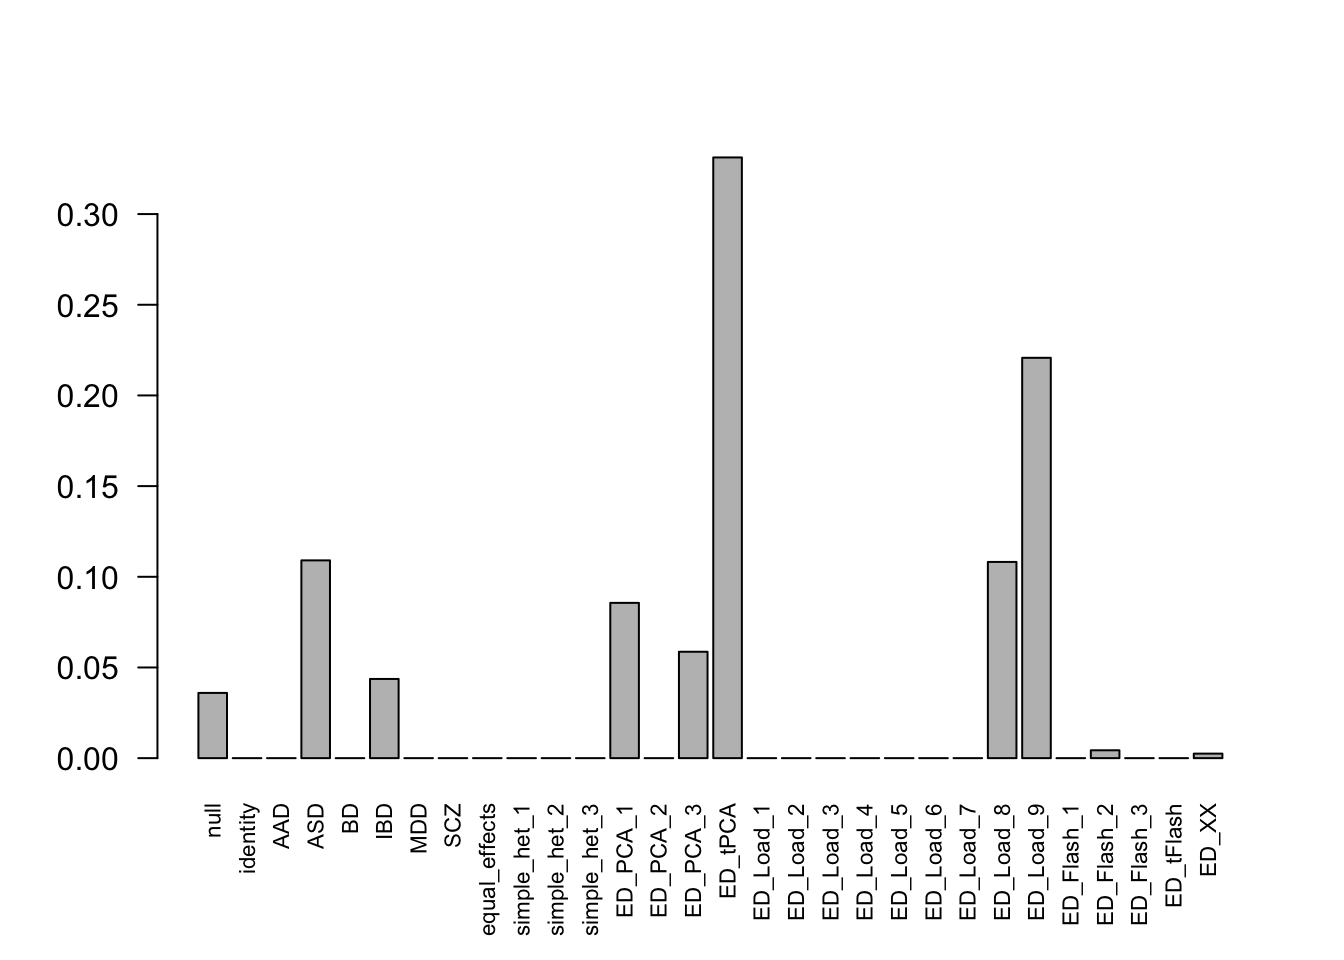 0.30
0.25
0.20
0.15
0.10
0.05
0.00
null
identity
AAD
ASD
BD
IBD
MDD
SCZ
equal_effects
simple_het_1
simple_het_2
simple_het_3
ED_PCA_1
ED_PCA_2
ED_PCA_3
ED_tPCA
ED_Load_1
ED_Load_2
ED_Load_3
ED_Load_4
ED_Load_5
ED_Load_6
ED_Load_7
ED_Load_8
ED_Load_9
ED_Flash_1
ED_Flash_2
ED_Flash_3
ED_tFlash
ED_XX